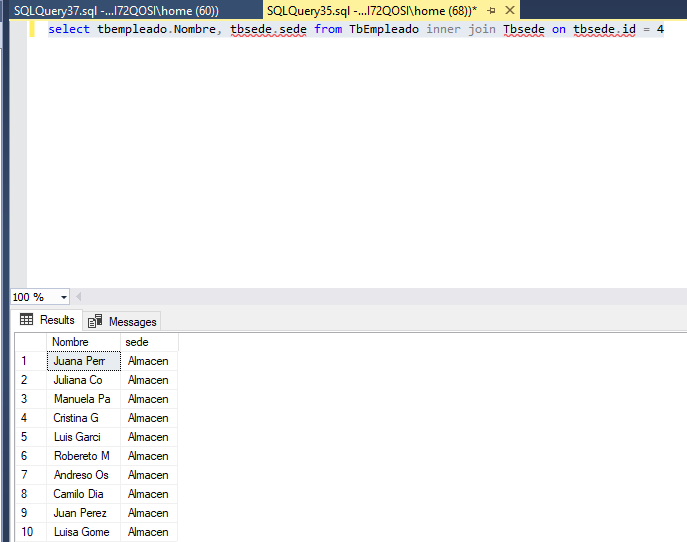 SQLQuery37.sql -...I72QOSI\home (60)) SQLQuery35.sql -...I72QOSI\home (68))*
select tbempleado.Nombre, tbsede.sede from TbEmpleado inner join Tbsede on tbsede.id = 4
100 %
Results Messages
Nombre sede
1 Juana Perr Almacen
2 Juliana Co Almacen
3 Manuela Pa Almacen
4 Cristina G Almacen
5 Luis Garci Almacen
6 Robereto M Almacen
7 Andreso Os Almacen
8 Camilo Dia Almacen
9 Juan Perez Almacen
10 Luisa Gome Almacen